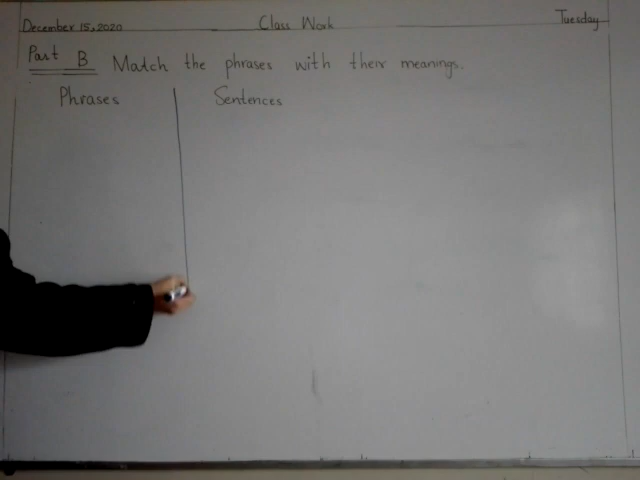 December 15, 2020 Class Work Tuesday
Part B Match the phrases with their meanings.
Phrases Sentences